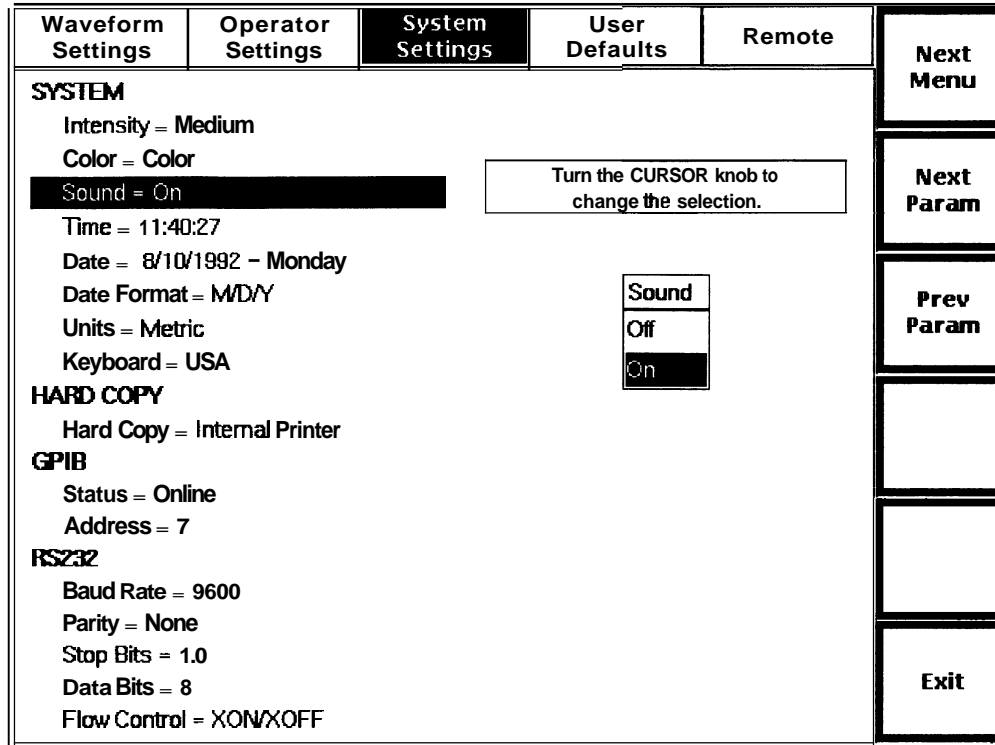 Waveform Settings
Operator Settings
System Settings
User Defaults
Remote
SYSTEM
Intensity = Medium
Color = Color
Sound = On
Time = 11:40:27
Date = 8/10/1992 – Monday
Date Format = M/D/Y
Units = Metric
Keyboard = USA
HARD COPY
Hard Copy = Internal Printer
GPIB
Status = Online
Address = 7
RS232
Baud Rate = 9600
Parity = None
Stop Bits = 1.0
Data Bits = 8
Flow Control = XON/XOFF
Turn the CURSOR knob to
change the selection.
Sound
Off
On
Next
Menu
Next
Param
Prev
Param
Exit